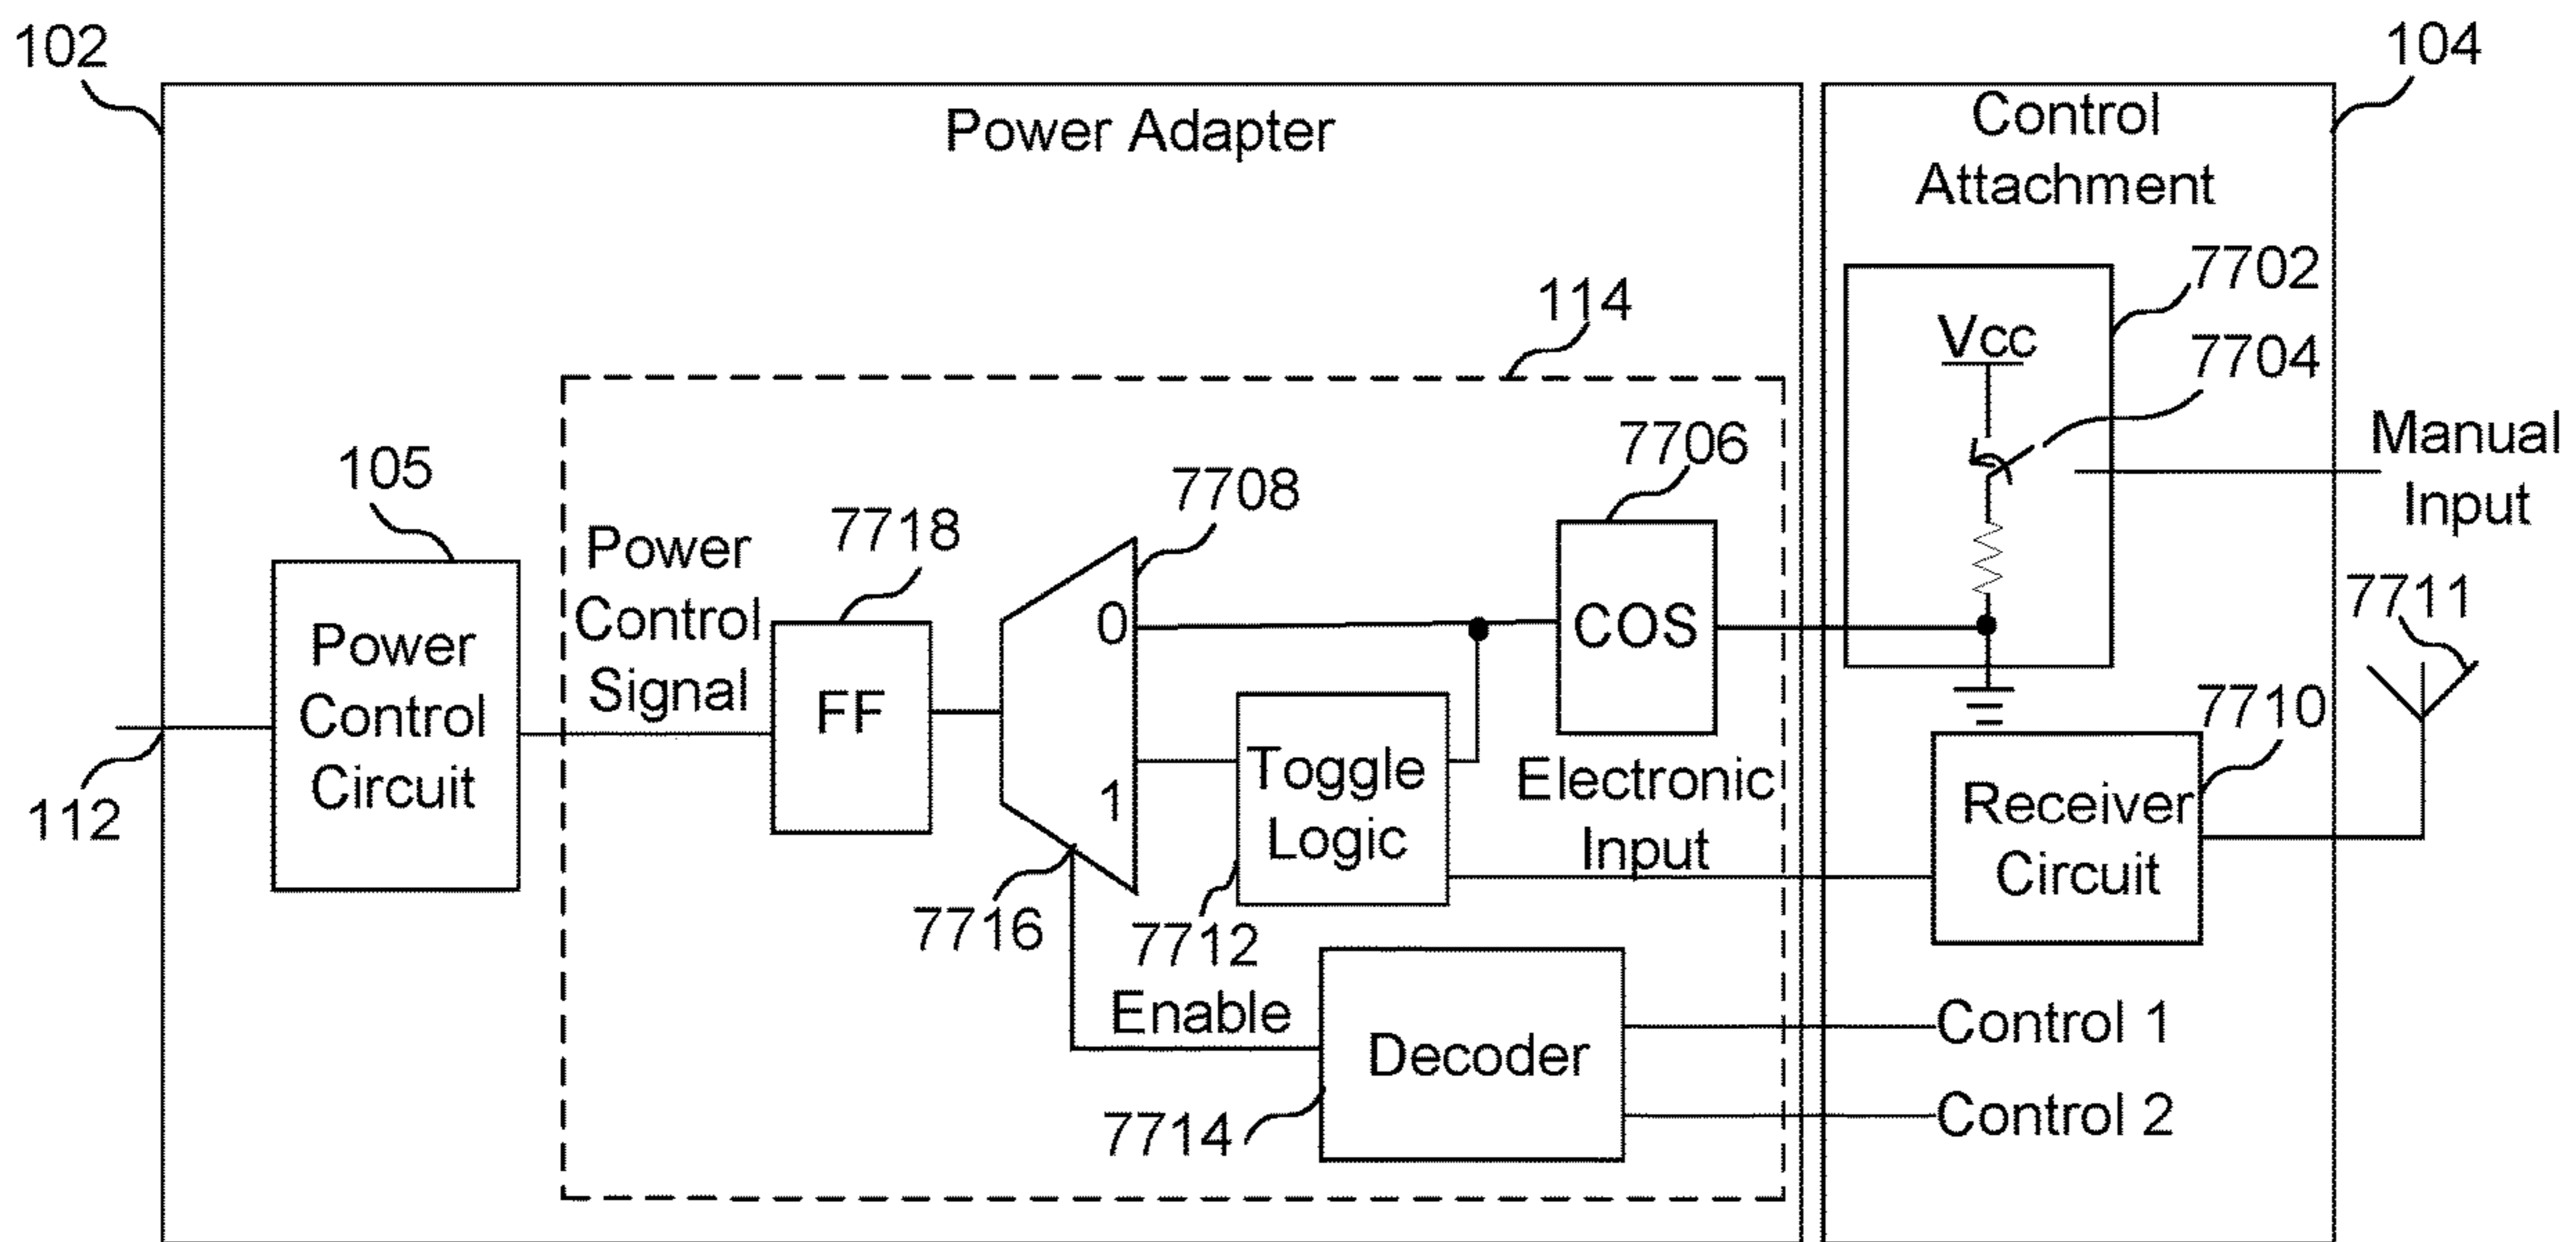 102
104
Power Adapter
Control
Attachment
7702
114
Vcc
7704
7706
Manual
Input
105
7708
7718
Power
Control
Signal
7711
0
COS
Power
Control
Circuit
FF
7710
Toggle
Logic
Electronic
Input
1
Receiver
Circuit
112
7716
7712
Enable
Control 1
Decoder
7714
Control 2